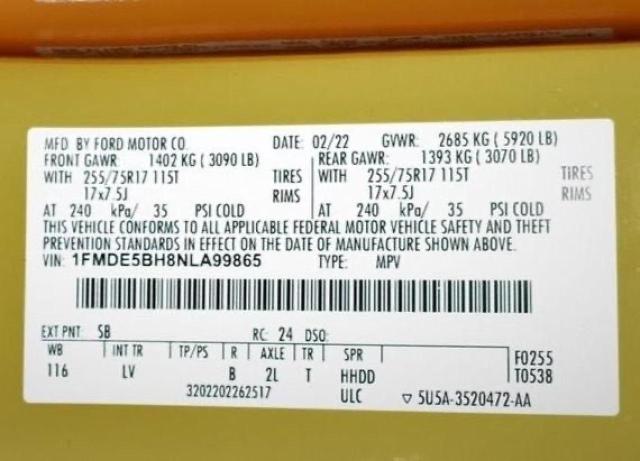 MFD BY FORD MOTOR CO. DATE: 02/22 GVWR: 2685 KG ( 5920 LB)
FRONT GAWR: 1402 KG ( 3090 LB) REAR GAWR: 1393 KG ( 3070 LB)
WITH 255/75R17 115T TIRES WITH 255/75R17 115T TIRES
17x7.5J RIMS 17x7.5J RIMS
AT 240 kPa/ 35 PSI COLD AT 240 kPa/ 35 PSI COLD
THIS VEHICLE CONFORMS TO ALL APPLICABLE FEDERAL MOTOR VEHICLE SAFETY AND THEFT
PREVENTION STANDARDS IN EFFECT ON THE DATE OF MANUFACTURE SHOWN ABOVE.
VIN: 1FMDE5BH8NLA99865 TYPE: MPV
EXT PNT: SB RC: 24 DSO:
WB INT TR TP/PS R AXLE TR SPR F0255
116 LV B 2L T HHDD T0538
3202202262517 ULC ▽ 5U5A-3520472-AA